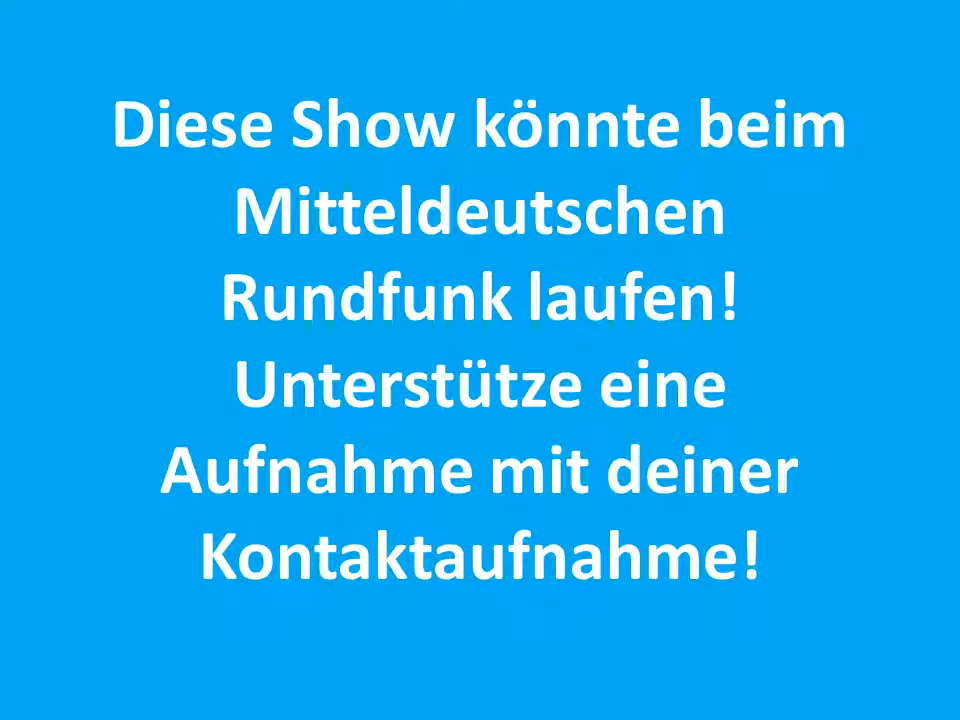 Diese Show könnte beim
Mitteldeutschen
Rundfunk laufen!
Unterstütze eine
Aufnahme mit deiner
Kontaktaufnahme!